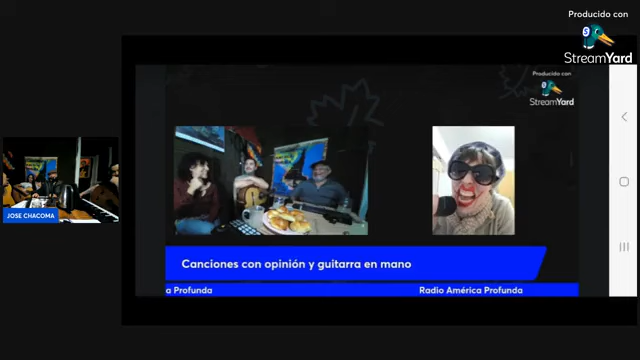 Producido con
StreamYard
Producido con
StreamYard
JOSE CHACOMA
Canciones con opinión y guitarra en mano
a Profunda
Radio América Profunda